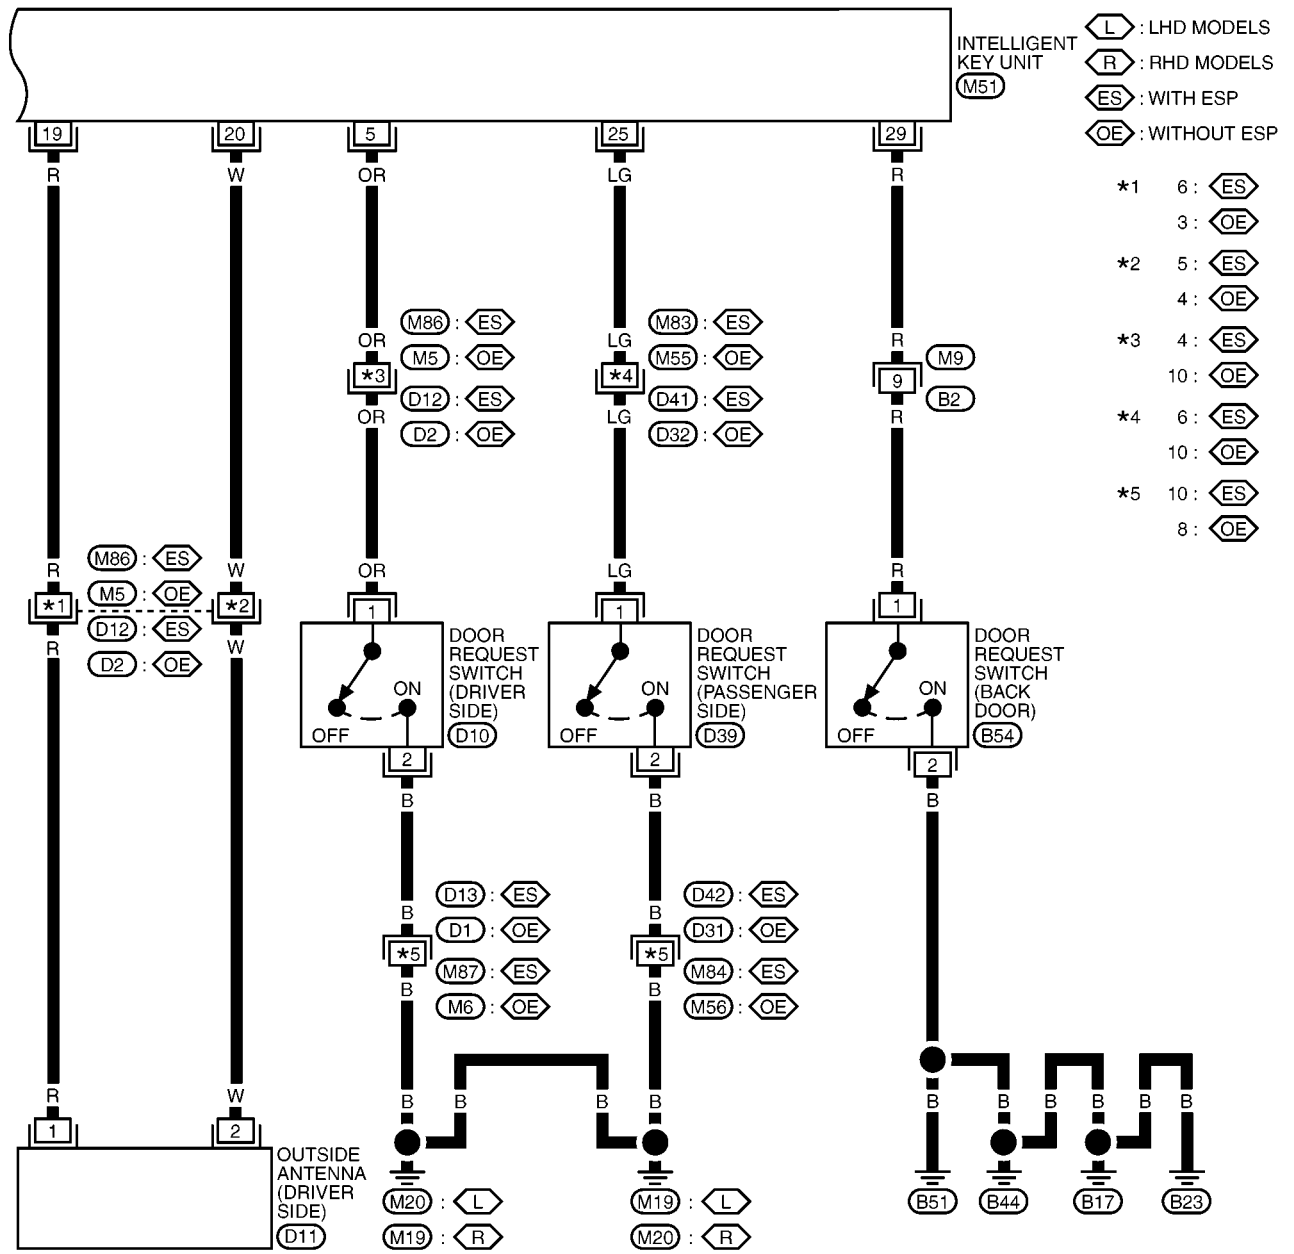 INTELLIGENT
KEY UNIT
M51
L : LHD MODELS
R : RHD MODELS
ES : WITH ESP
OE : WITHOUT ESP
19 20 5 25 29
R W OR LG R
*1 6 : ES
3 : OE
*2 5 : ES
4 : OE
*3 4 : ES
10 : OE
*4 6 : ES
10 : OE
*5 10 : ES
8 : OE
M86 : ES M83 : ES
OR LG R
M5 : OE M55 : OE M9
*3 *4 9
D12 : ES D41 : ES B2
OR LG R
D2 : OE D32 : OE
M86 : ES
R W OR LG R
M5 : OE
*1 *2 1 1 1
D12 : ES
R W
D2 : OE
DOOR
REQUEST
SWITCH
(DRIVER
SIDE)
D10
ON
OFF
DOOR
REQUEST
SWITCH
(PASSENGER
SIDE)
D39
ON
OFF
DOOR
REQUEST
SWITCH
(BACK
DOOR)
B54
ON
OFF
2 2 2
B B B
D13 : ES D42 : ES
B B
D1 : OE D31 : OE
*5 *5
M87 : ES M84 : ES
B B
M6 : OE M56 : OE
R W B B B B B B B B B
1 2
OUTSIDE
ANTENNA
(DRIVER
SIDE)
D11
M20 : L M19 : L B51 B44 B17 B23
M19 : R M20 : R